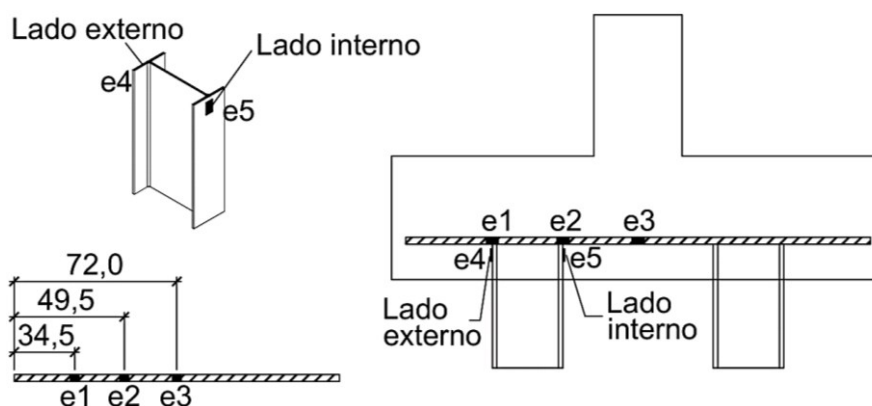 Lado externo
Lado interno
e4
e5
72,0
49,5
34,5
e1 e2 e3
e1 e2 e3
e4 e5
Lado externo
Lado interno